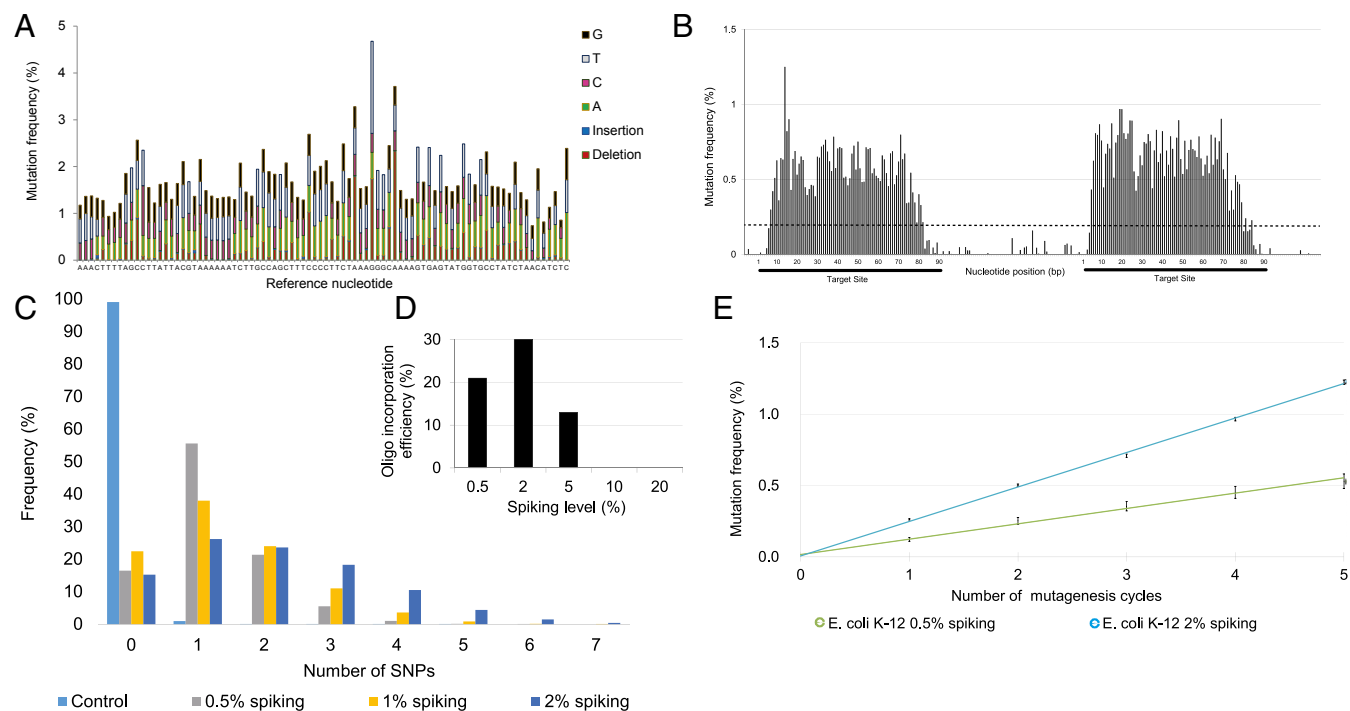 A
5
4
3
2
1
0
Mutation frequency (%)
G
T
C
A
Insertion
Deletion
Reference nucleotide
B
1.5
1
0.5
0
Mutation frequency (%)
1 10 20 30 40 50 60 70 80 90
Nucleotide position (bp)
1 10 20 30 40 50 60 70 80 90
Target Site
Target Site
C
100
90
80
70
60
50
40
30
20
10
0
Frequency (%)
0 1 2 3 4 5 6 7
Number of SNPs
Control
0.5% spiking
1% spiking
2% spiking
D
30
20
10
0
Oligo incorporation
efficiency (%)
0.5 2 5 10 20
Spiking level (%)
E
1.5
1.0
0.5
0.0
Mutation frequency (%)
0 1 2 3 4 5
Number of mutagenesis cycles
E. coli K-12 0.5% spiking
E. coli K-12 2% spiking